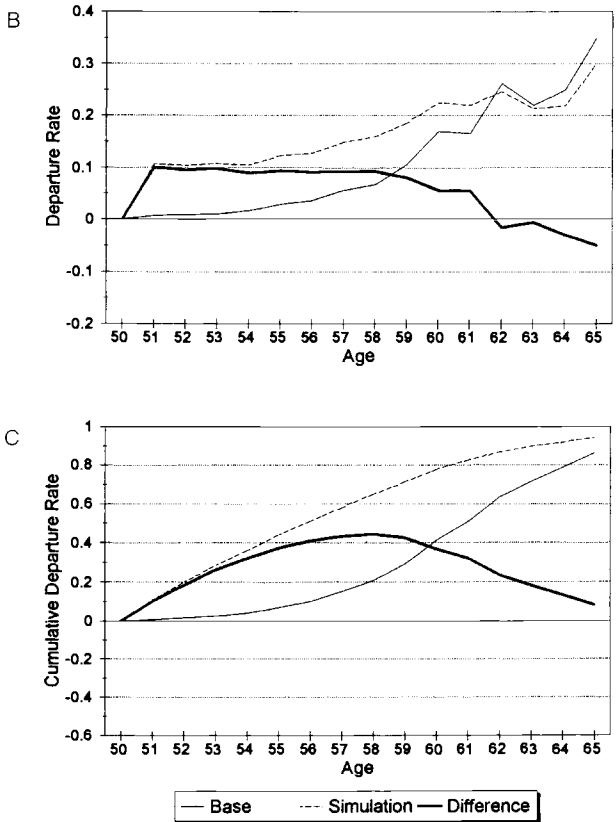 B
Departure Rate
0.4
0.3
0.2
0.1
0
-0.1
-0.2
50 51 52 53 54 55 56 57 58 59 60 61 62 63 64 65
Age
C
Cumulative Departure Rate
1
0.8
0.6
0.4
0.2
0
-0.2
-0.4
-0.6
50 51 52 53 54 55 56 57 58 59 60 61 62 63 64 65
Age
Base Simulation Difference